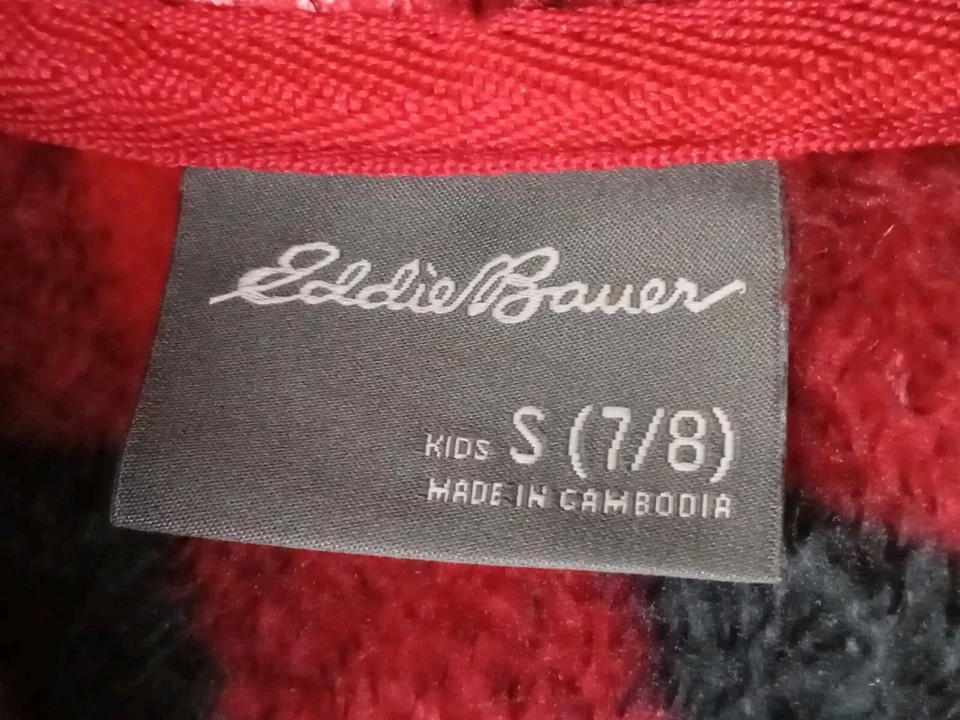 Eddie Bauer
KIDS S (7/8)
MADE IN CAMBODIA